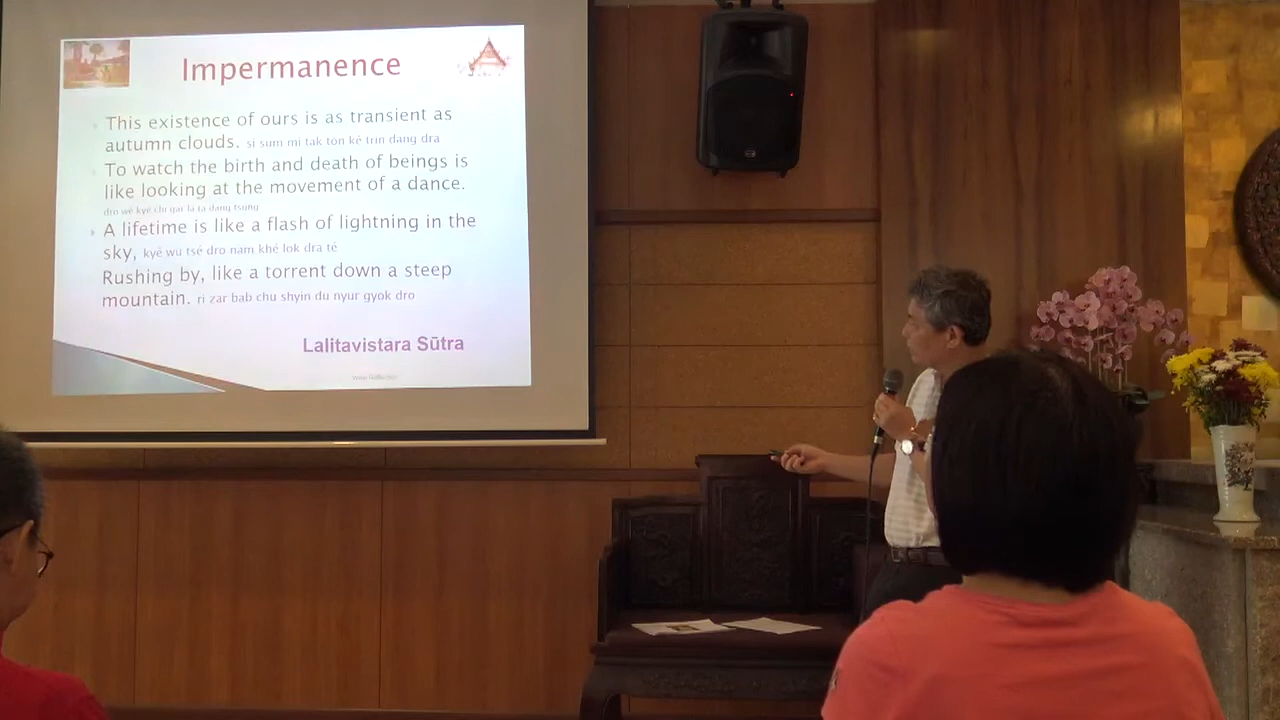 Impermanence
This existence of ours is as transient as
autumn clouds. si sum mi tak tön ké trin dang dra
To watch the birth and death of beings is
like looking at the movement of a dance.
dro wé kyé chi gar la ta dang tsung
A lifetime is like a flash of lightning in the
sky, kyé wu tsé dro nam khé lok dra té
Rushing by, like a torrent down a steep
mountain. ri zar bab chu shyin du nyur gyok dro
Lalitavistara Sūtra